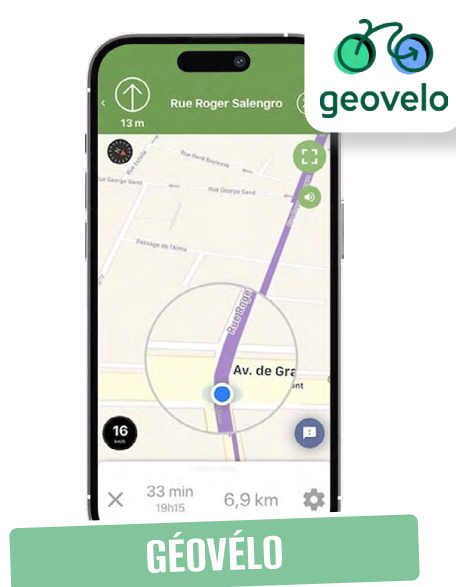 geovelo
Rue Roger Salengro
13 m
Rue George Sand
Rue George Sand
Passage de l'Alma
Rue Roger
Av. de Gra
ont
16
km/h
33 min
19h15
6,9 km
GÉOVÉLO